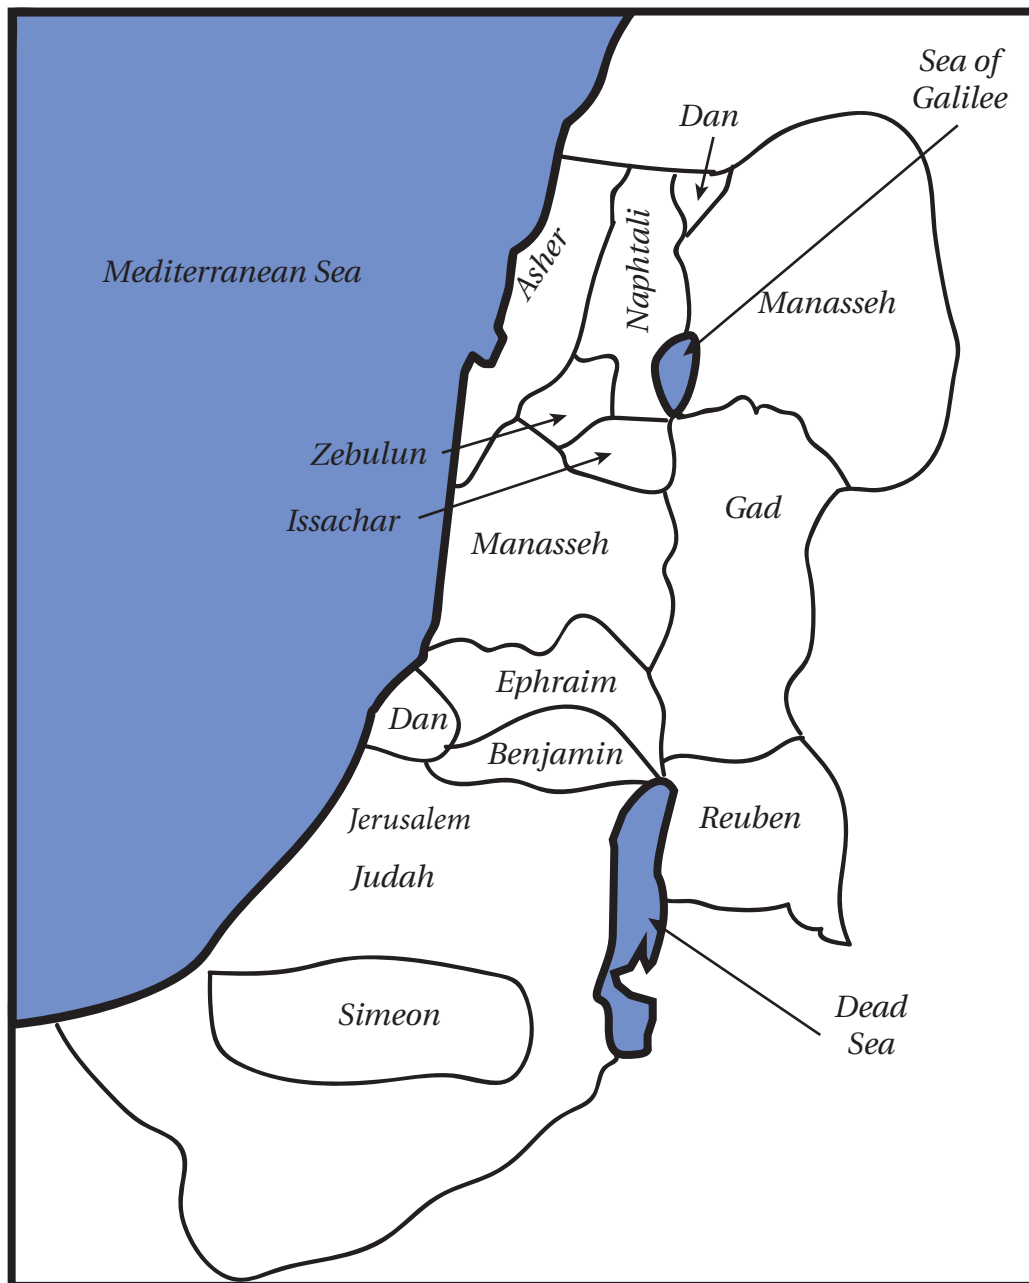 Sea of
Galilee
Dan
Mediterranean Sea
Asher
Naphtali
Manasseh
Zebulun
Issachar
Gad
Manasseh
Ephraim
Dan
Benjamin
Jerusalem
Reuben
Judah
Simeon
Dead
Sea